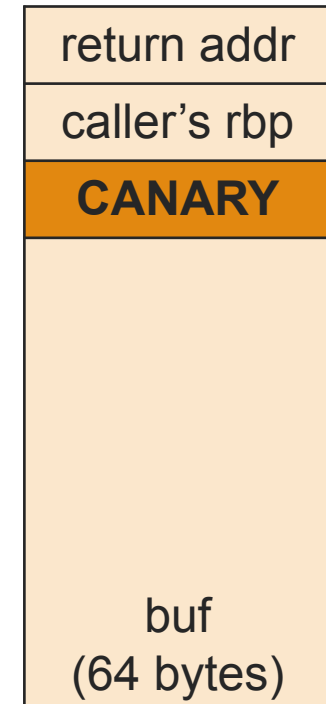 return addr
caller’s rbp
CANARY
buf
(64 bytes)